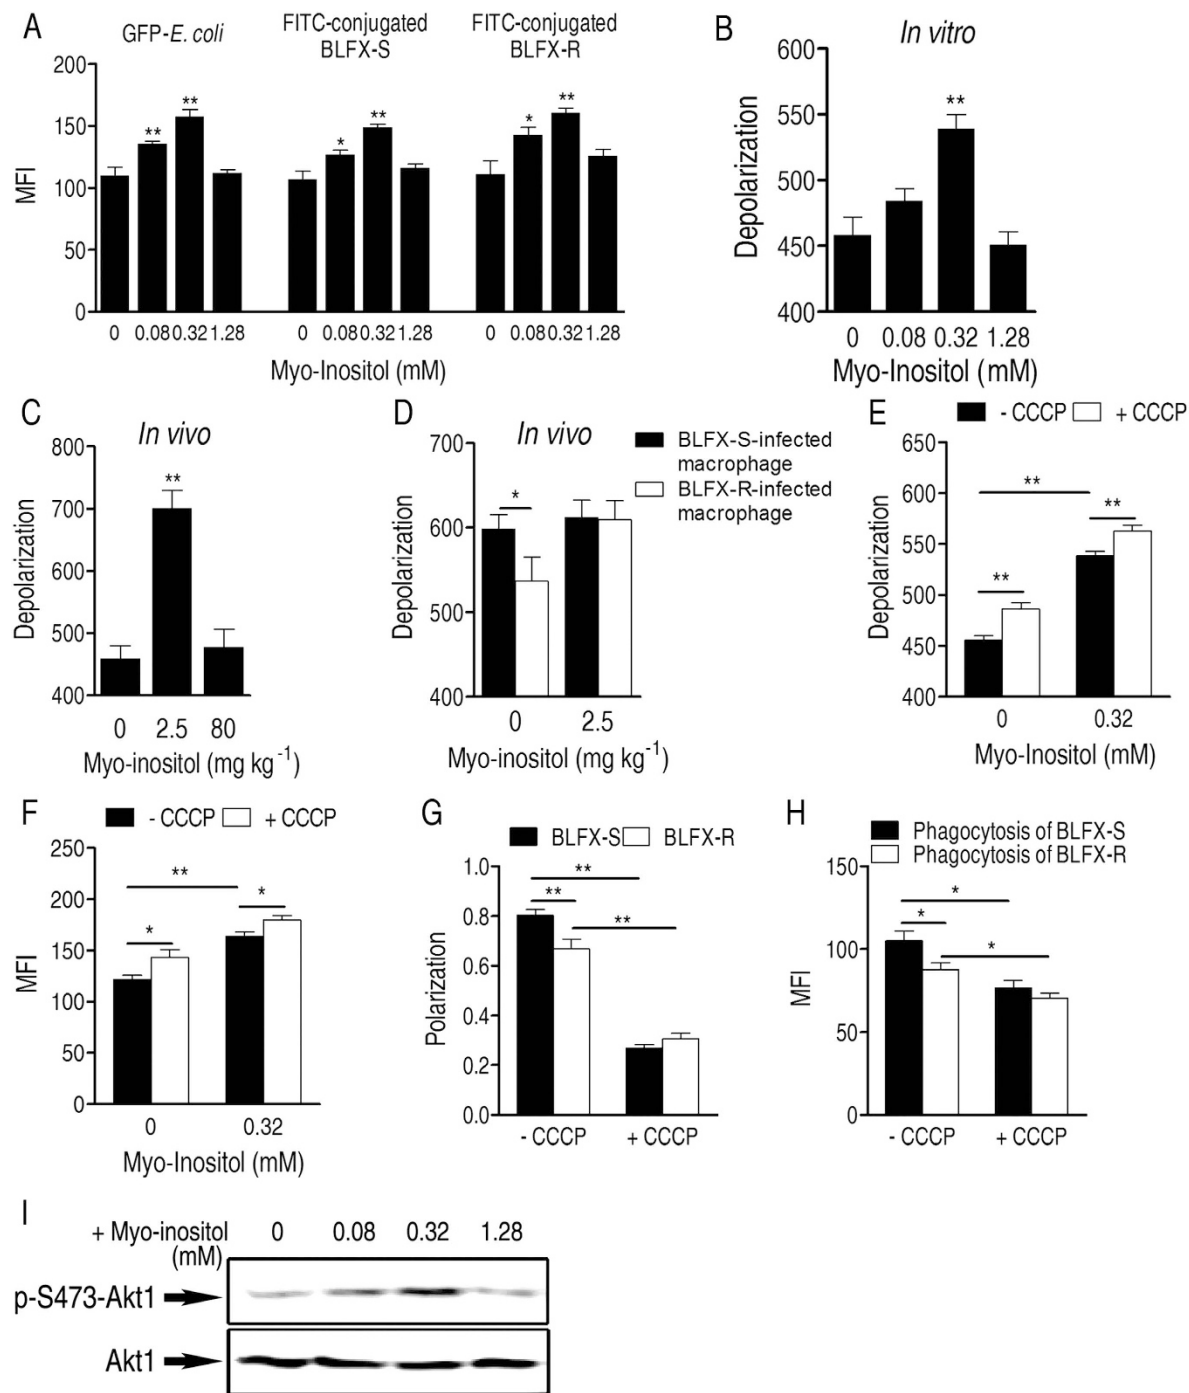 A
GFP-E. coli
FITC-conjugated
BLFX-S
FITC-conjugated
BLFX-R
** ** * ** * **
MFI
200
150
100
50
0
0 0.08 0.32 1.28 0 0.08 0.32 1.28 0 0.08 0.32 1.28
Myo-Inositol (mM)
B
In vitro
**
Depolarization
600
550
500
450
400
0 0.08 0.32 1.28
Myo-Inositol (mM)
C
In vivo
**
Depolarization
800
700
600
500
400
0 2.5 80
Myo-inositol (mg kg⁻¹)
D
In vivo
BLFX-S-infected
macrophage
BLFX-R-infected
macrophage
*
Depolarization
700
600
500
400
0 2.5
Myo-inositol (mg kg⁻¹)
E
- CCCP + CCCP
** ** **
Depolarization
650
600
550
500
450
400
0 0.32
Myo-Inositol (mM)
F
- CCCP + CCCP
** * *
MFI
250
200
150
100
50
0
0 0.32
Myo-Inositol (mM)
G
BLFX-S BLFX-R
** ** **
Polarization
1.0
0.8
0.6
0.4
0.2
0.0
- CCCP + CCCP
H
Phagocytosis of BLFX-S
Phagocytosis of BLFX-R
* * *
MFI
150
100
50
0
- CCCP + CCCP
I
+ Myo-inositol 0 0.08 0.32 1.28
(mM)
p-S473-Akt1
Akt1